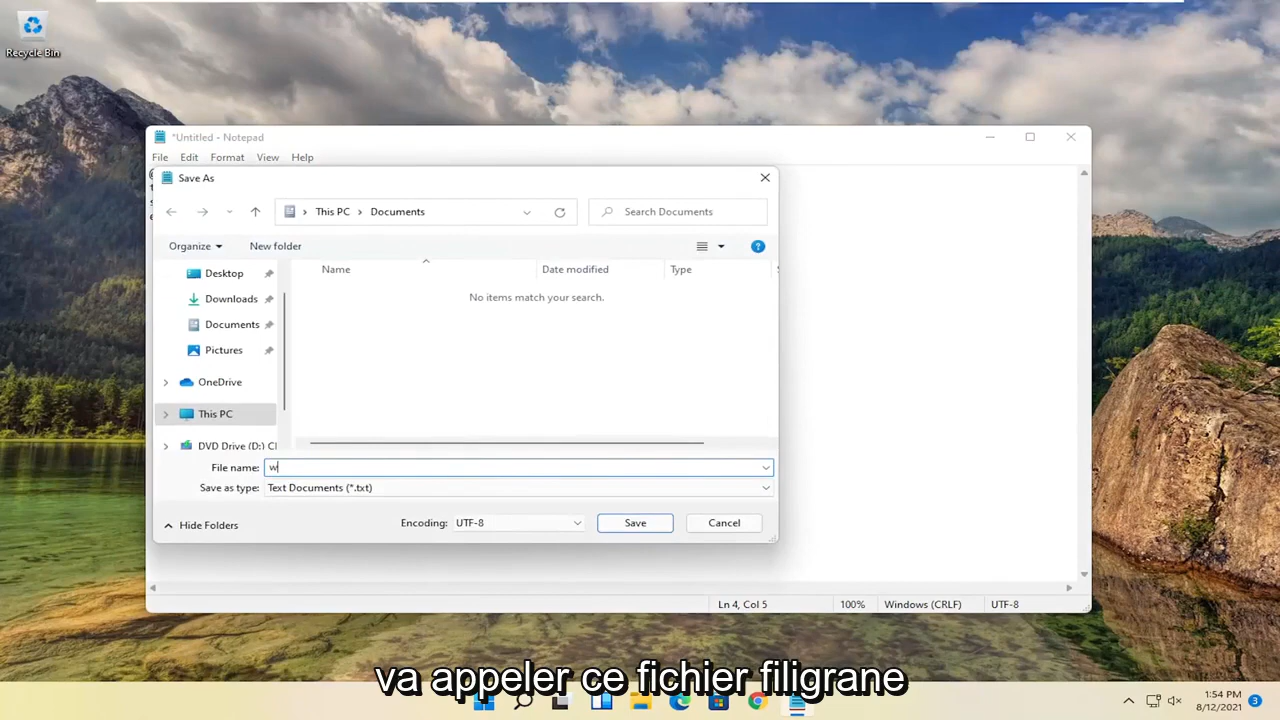 Recycle Bin
*Untitled - Notepad
File Edit Format View Help
Save As
This PC > Documents
Search Documents
Organize
New folder
Name
Date modified
Type
No items match your search.
Desktop
Downloads
Documents
Pictures
OneDrive
This PC
DVD Drive (D:)
File name: w
Save as type: Text Documents (*.txt)
Hide Folders
Encoding: UTF-8
Save
Cancel
Ln 4, Col 5
100%
Windows (CRLF)
UTF-8
va appeler ce fichier filigrane
1:54 PM
8/12/2021
3